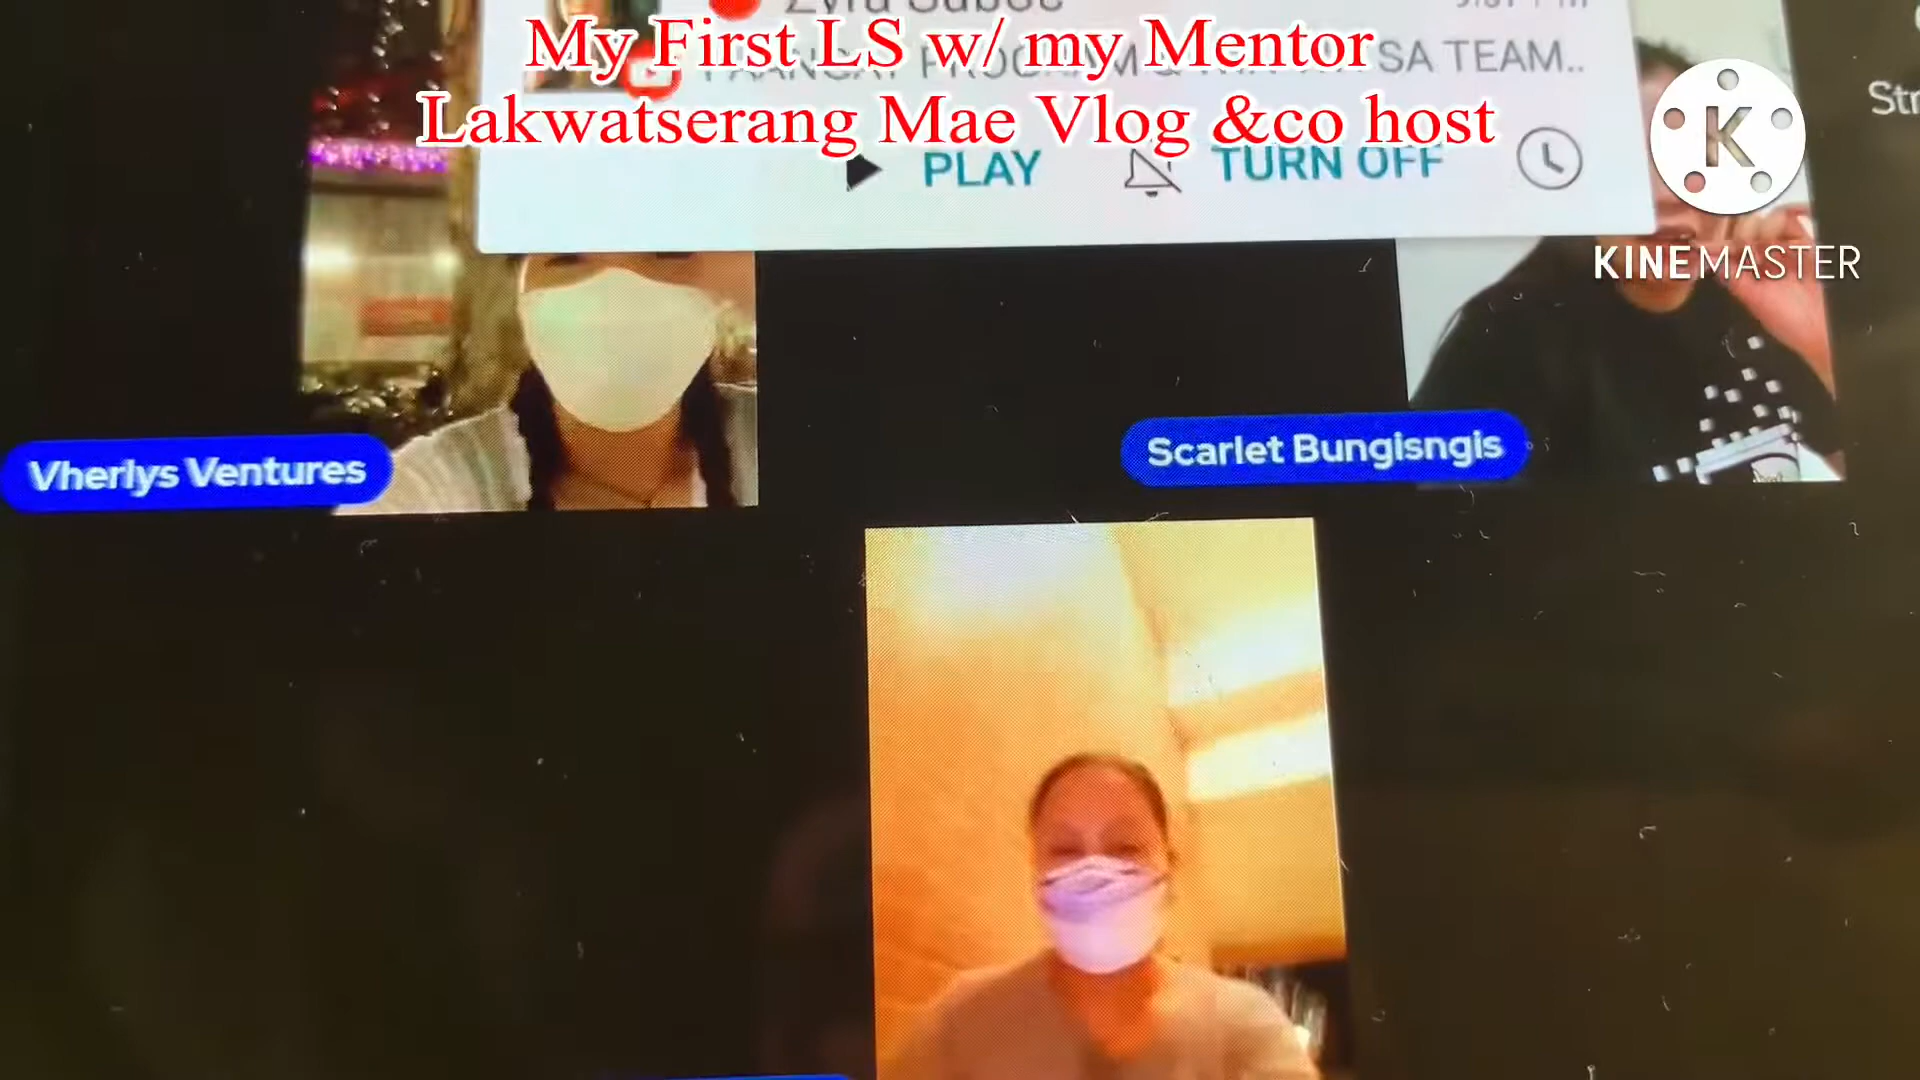 My First LS w/ my Mentor
Lakwatserang Mae Vlog &co host
SA TEAM..
PLAY
TURN OFF
Str
K
KINEMASTER
Vherlys Ventures
Scarlet Bungisngis